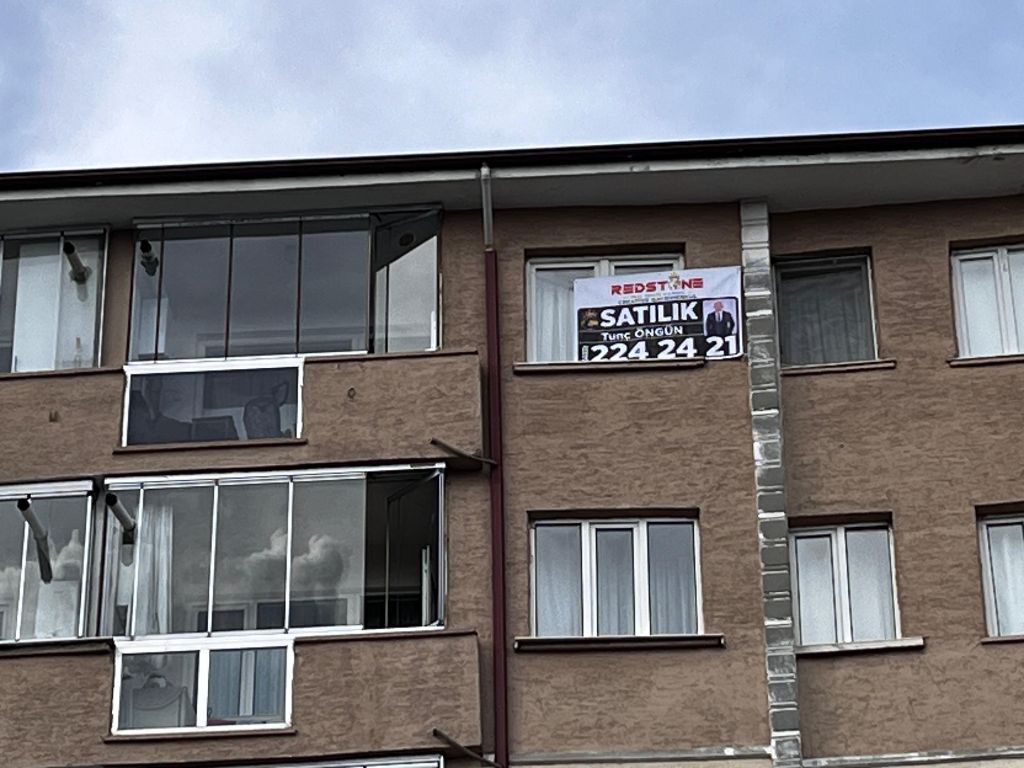 REDSTONE
SATILIK
Tunç ÖNGÜN
224 24 21